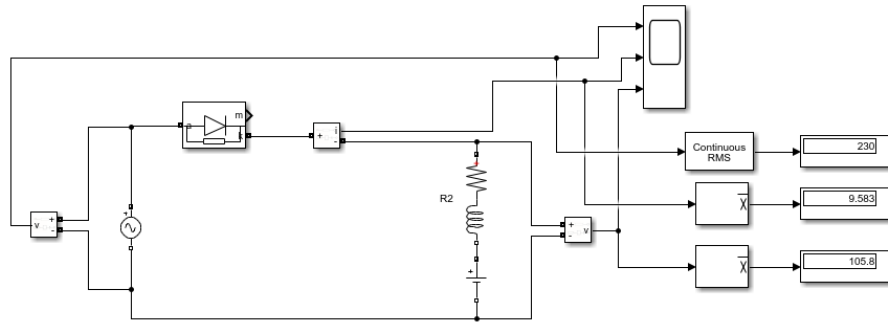 m
a
k
+
i
-
Continuous
RMS
230
R2
9.583
v
+
-
+
+
-
v
+
105.8